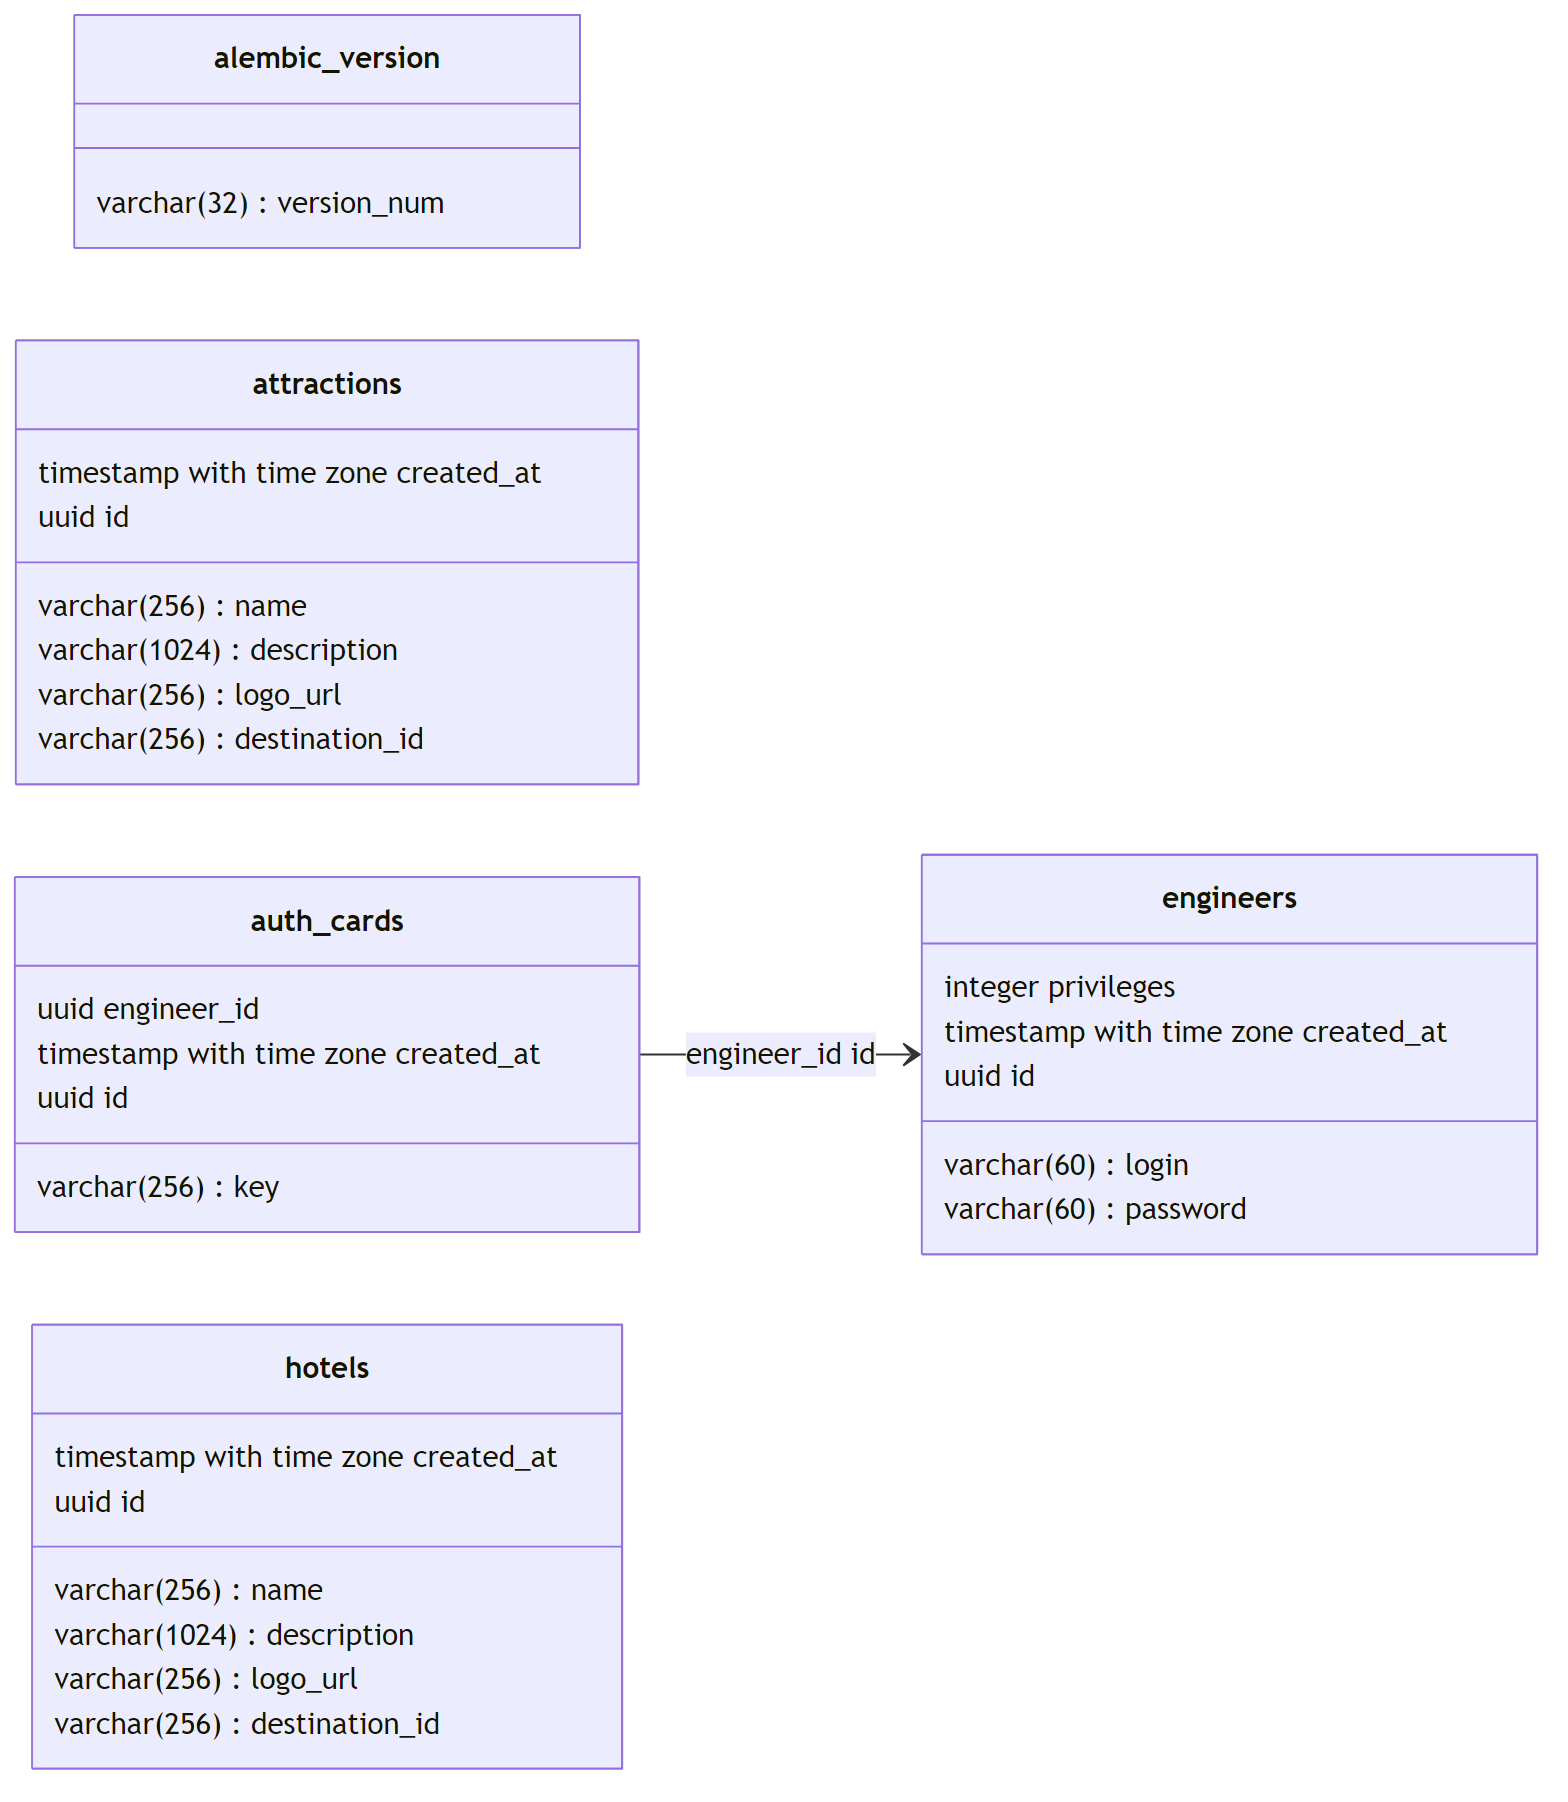 alembic_version
varchar(32) : version_num
attractions
timestamp with time zone created_at
uuid id
varchar(256) : name
varchar(1024) : description
varchar(256) : logo_url
varchar(256) : destination_id
auth_cards
uuid engineer_id
timestamp with time zone created_at
uuid id
varchar(256) : key
engineer_id id
engineers
integer privileges
timestamp with time zone created_at
uuid id
varchar(60) : login
varchar(60) : password
hotels
timestamp with time zone created_at
uuid id
varchar(256) : name
varchar(1024) : description
varchar(256) : logo_url
varchar(256) : destination_id